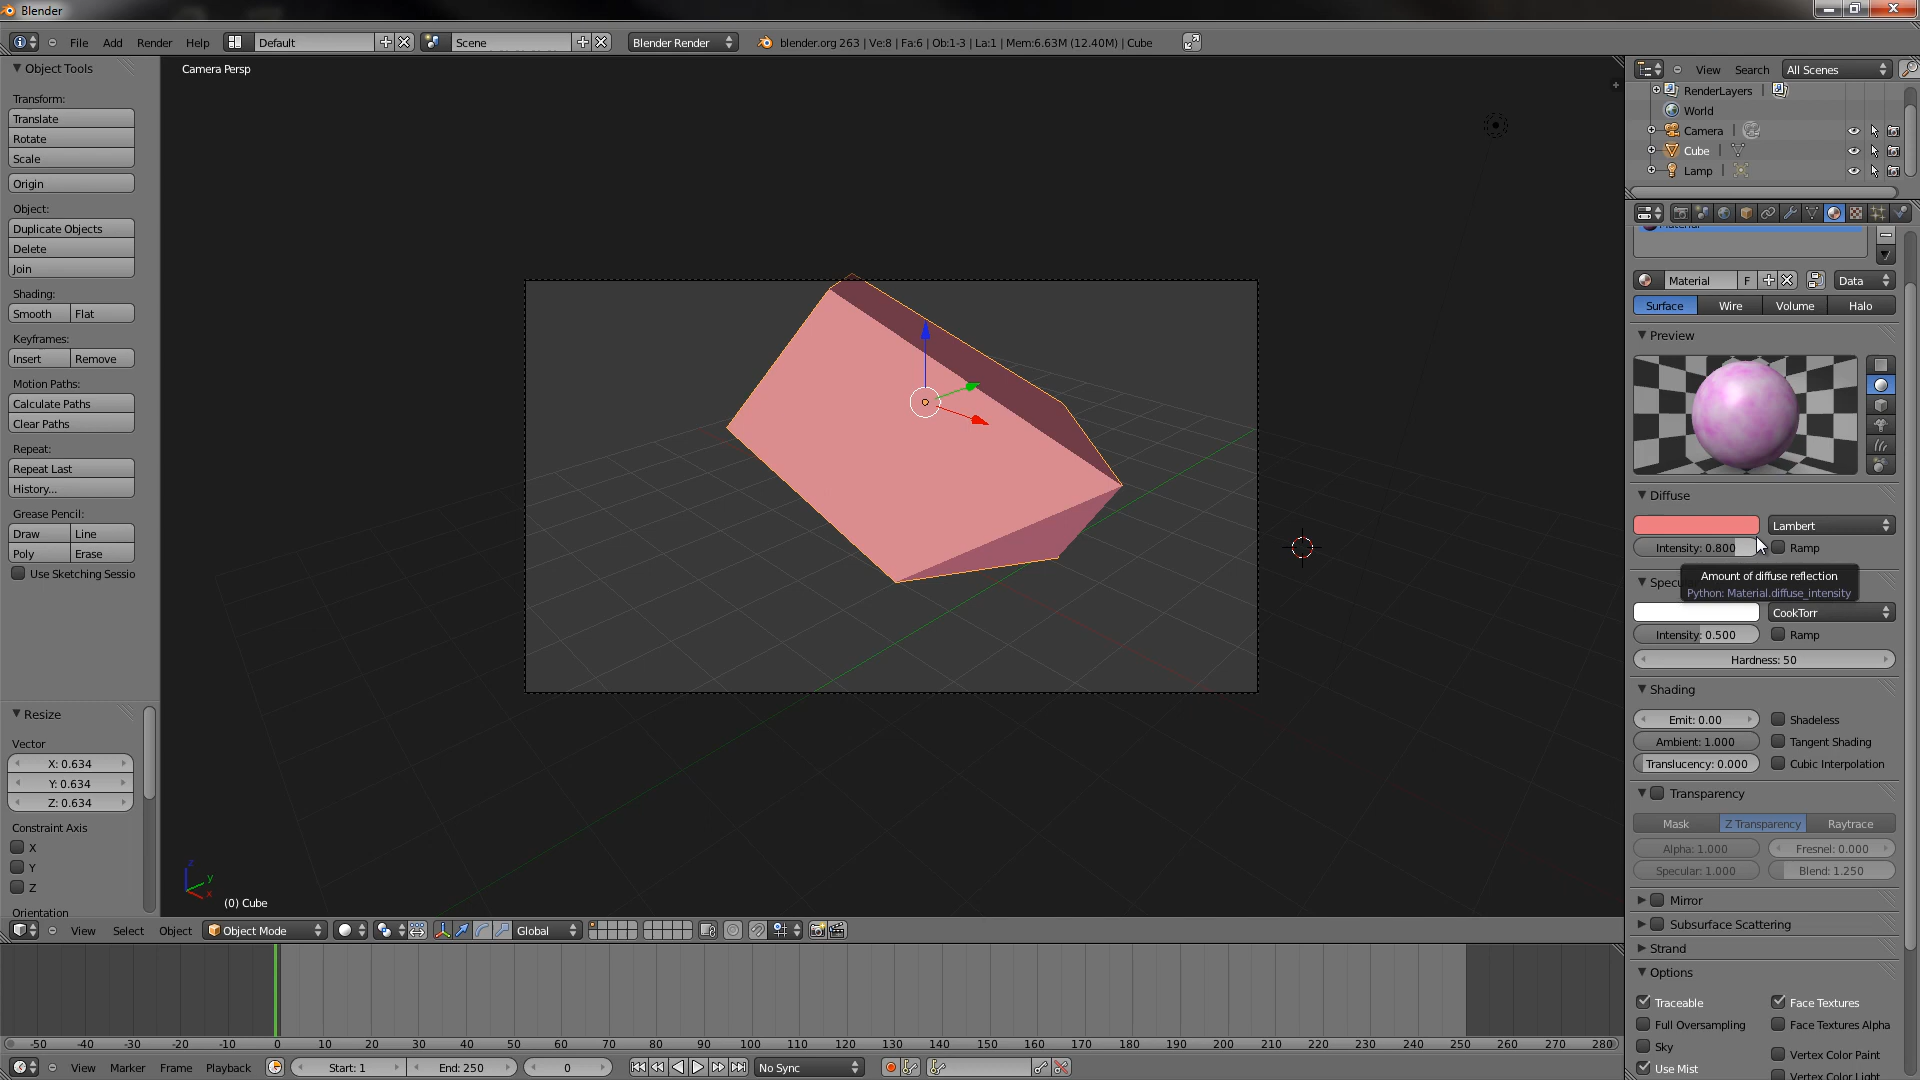 Blender
File Add Render Help Default Scene Blender Render blender.org 263 | Ve:8 | Fa:6 | Ob:1-3 | La:1 | Mem:6.63M (12.40M) | Cube
Object Tools
Transform:
Translate
Rotate
Scale
Origin
Object:
Duplicate Objects
Delete
Join
Shading:
Smooth Flat
Keyframes:
Insert Remove
Motion Paths:
Calculate Paths
Clear Paths
Repeat:
Repeat Last
History...
Grease Pencil:
Draw Line
Poly Erase
Use Sketching Sessio
Resize
Vector
X: 0.634
Y: 0.634
Z: 0.634
Constraint Axis
X
Y
Z
Orientation
Camera Persp
z
y
x
(0) Cube
View Select Object Object Mode Global
-50 -40 -30 -20 -10 0 10 20 30 40 50 60 70 80 90 100 110 120 130 140 150 160 170 180 190 200 210 220 230 240 250 260 270 280
View Marker Frame Playback Start: 1 End: 250 0 No Sync
View Search All Scenes
RenderLayers
World
Camera
Cube
Lamp
Material
Material F Data
Surface Wire Volume Halo
Preview
Diffuse
Lambert
Intensity: 0.800 Ramp
Amount of diffuse reflection
Python: Material.diffuse_intensity
CookTorr
Intensity: 0.500 Ramp
Hardness: 50
Shading
Emit: 0.00 Shadeless
Ambient: 1.000 Tangent Shading
Translucency: 0.000 Cubic Interpolation
Transparency
Mask Z Transparency Raytrace
Alpha: 1.000 Fresnel: 0.000
Specular: 1.000 Blend: 1.250
Mirror
Subsurface Scattering
Strand
Options
Traceable Face Textures
Full Oversampling Face Textures Alpha
Sky
Vertex Color Paint
Use Mist
Vertex Color Light